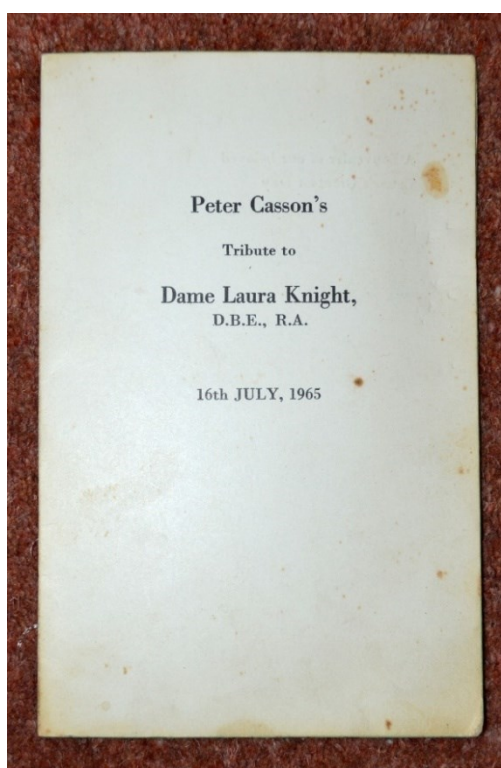 Peter Casson's
Tribute to
Dame Laura Knight,
D.B.E., R.A.
16th JULY, 1965